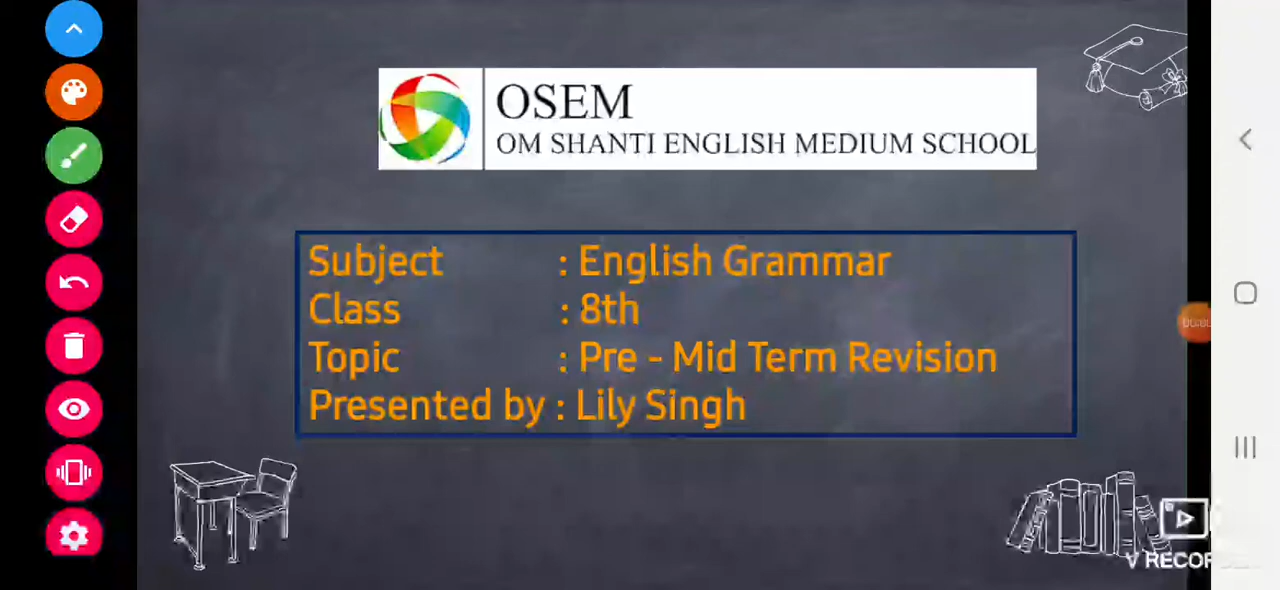 OSEM
OM SHANTI ENGLISH MEDIUM SCHOOL
Subject : English Grammar
Class : 8th
Topic : Pre - Mid Term Revision
Presented by : Lily Singh
V RECOR